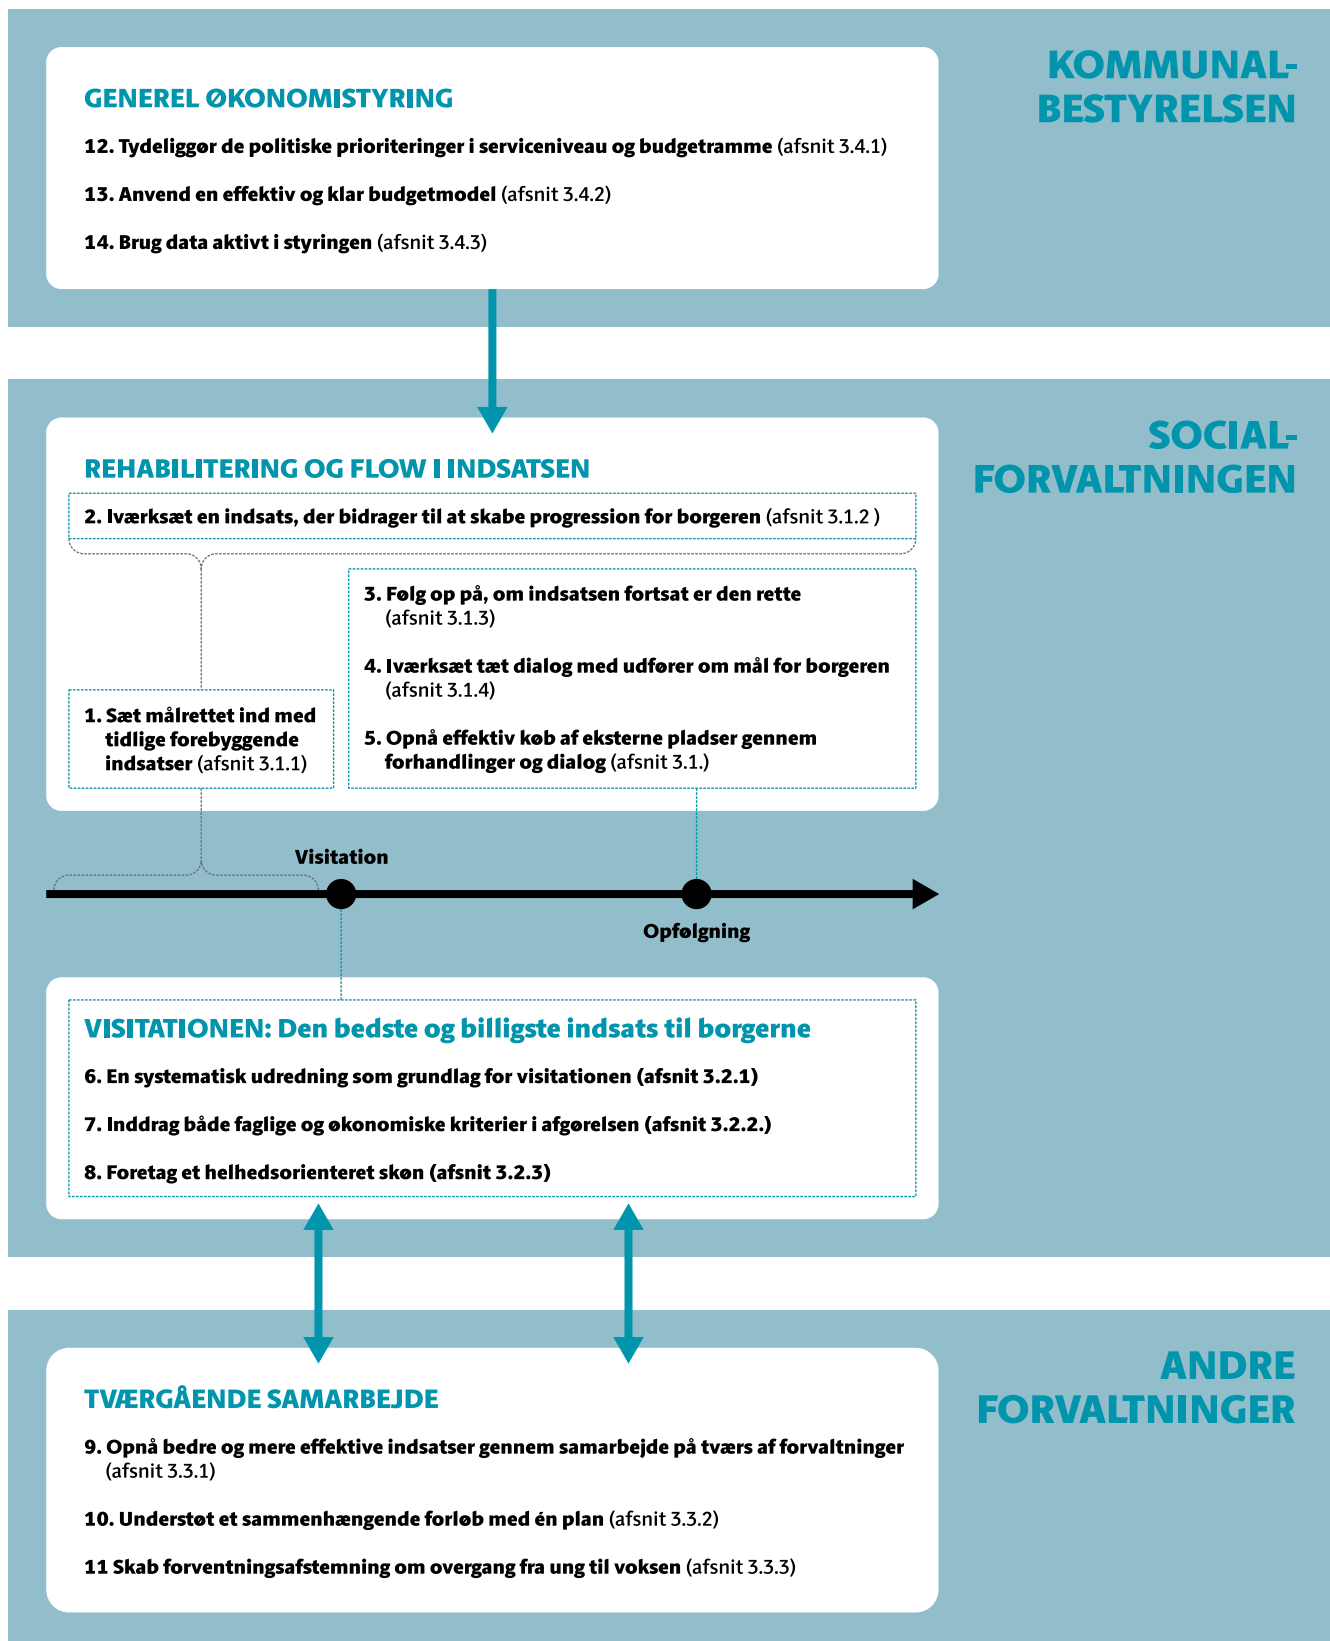 KOMMUNAL-
BESTYRELSEN
GENEREL ØKONOMISTYRING
12. Tydeliggør de politiske prioriteringer i serviceniveau og budgetramme (afsnit 3.4.1)
13. Anvend en effektiv og klar budgetmodel (afsnit 3.4.2)
14. Brug data aktivt i styringen (afsnit 3.4.3)
SOCIAL-
FORVALTNINGEN
REHABILITERING OG FLOW I INDSATSEN
2. Iværksæt en indsats, der bidrager til at skabe progression for borgeren (afsnit 3.1.2 )
3. Følg op på, om indsatsen fortsat er den rette
(afsnit 3.1.3)
4. Iværksæt tæt dialog med udfører om mål for borgeren
(afsnit 3.1.4)
5. Opnå effektiv køb af eksterne pladser gennem
forhandlinger og dialog (afsnit 3.1.)
1. Sæt målrettet ind med
tidlige forebyggende
indsatser (afsnit 3.1.1)
Visitation
Opfølgning
VISITATIONEN: Den bedste og billigste indsats til borgerne
6. En systematisk udredning som grundlag for visitationen (afsnit 3.2.1)
7. Inddrag både faglige og økonomiske kriterier i afgørelsen (afsnit 3.2.2.)
8. Foretag et helhedsorienteret skøn (afsnit 3.2.3)
ANDRE
FORVALTNINGER
TVÆRGÅENDE SAMARBEJDE
9. Opnå bedre og mere effektive indsatser gennem samarbejde på tværs af forvaltninger
(afsnit 3.3.1)
10. Understøt et sammenhængende forløb med én plan (afsnit 3.3.2)
11 Skab forventningsafstemning om overgang fra ung til voksen (afsnit 3.3.3)